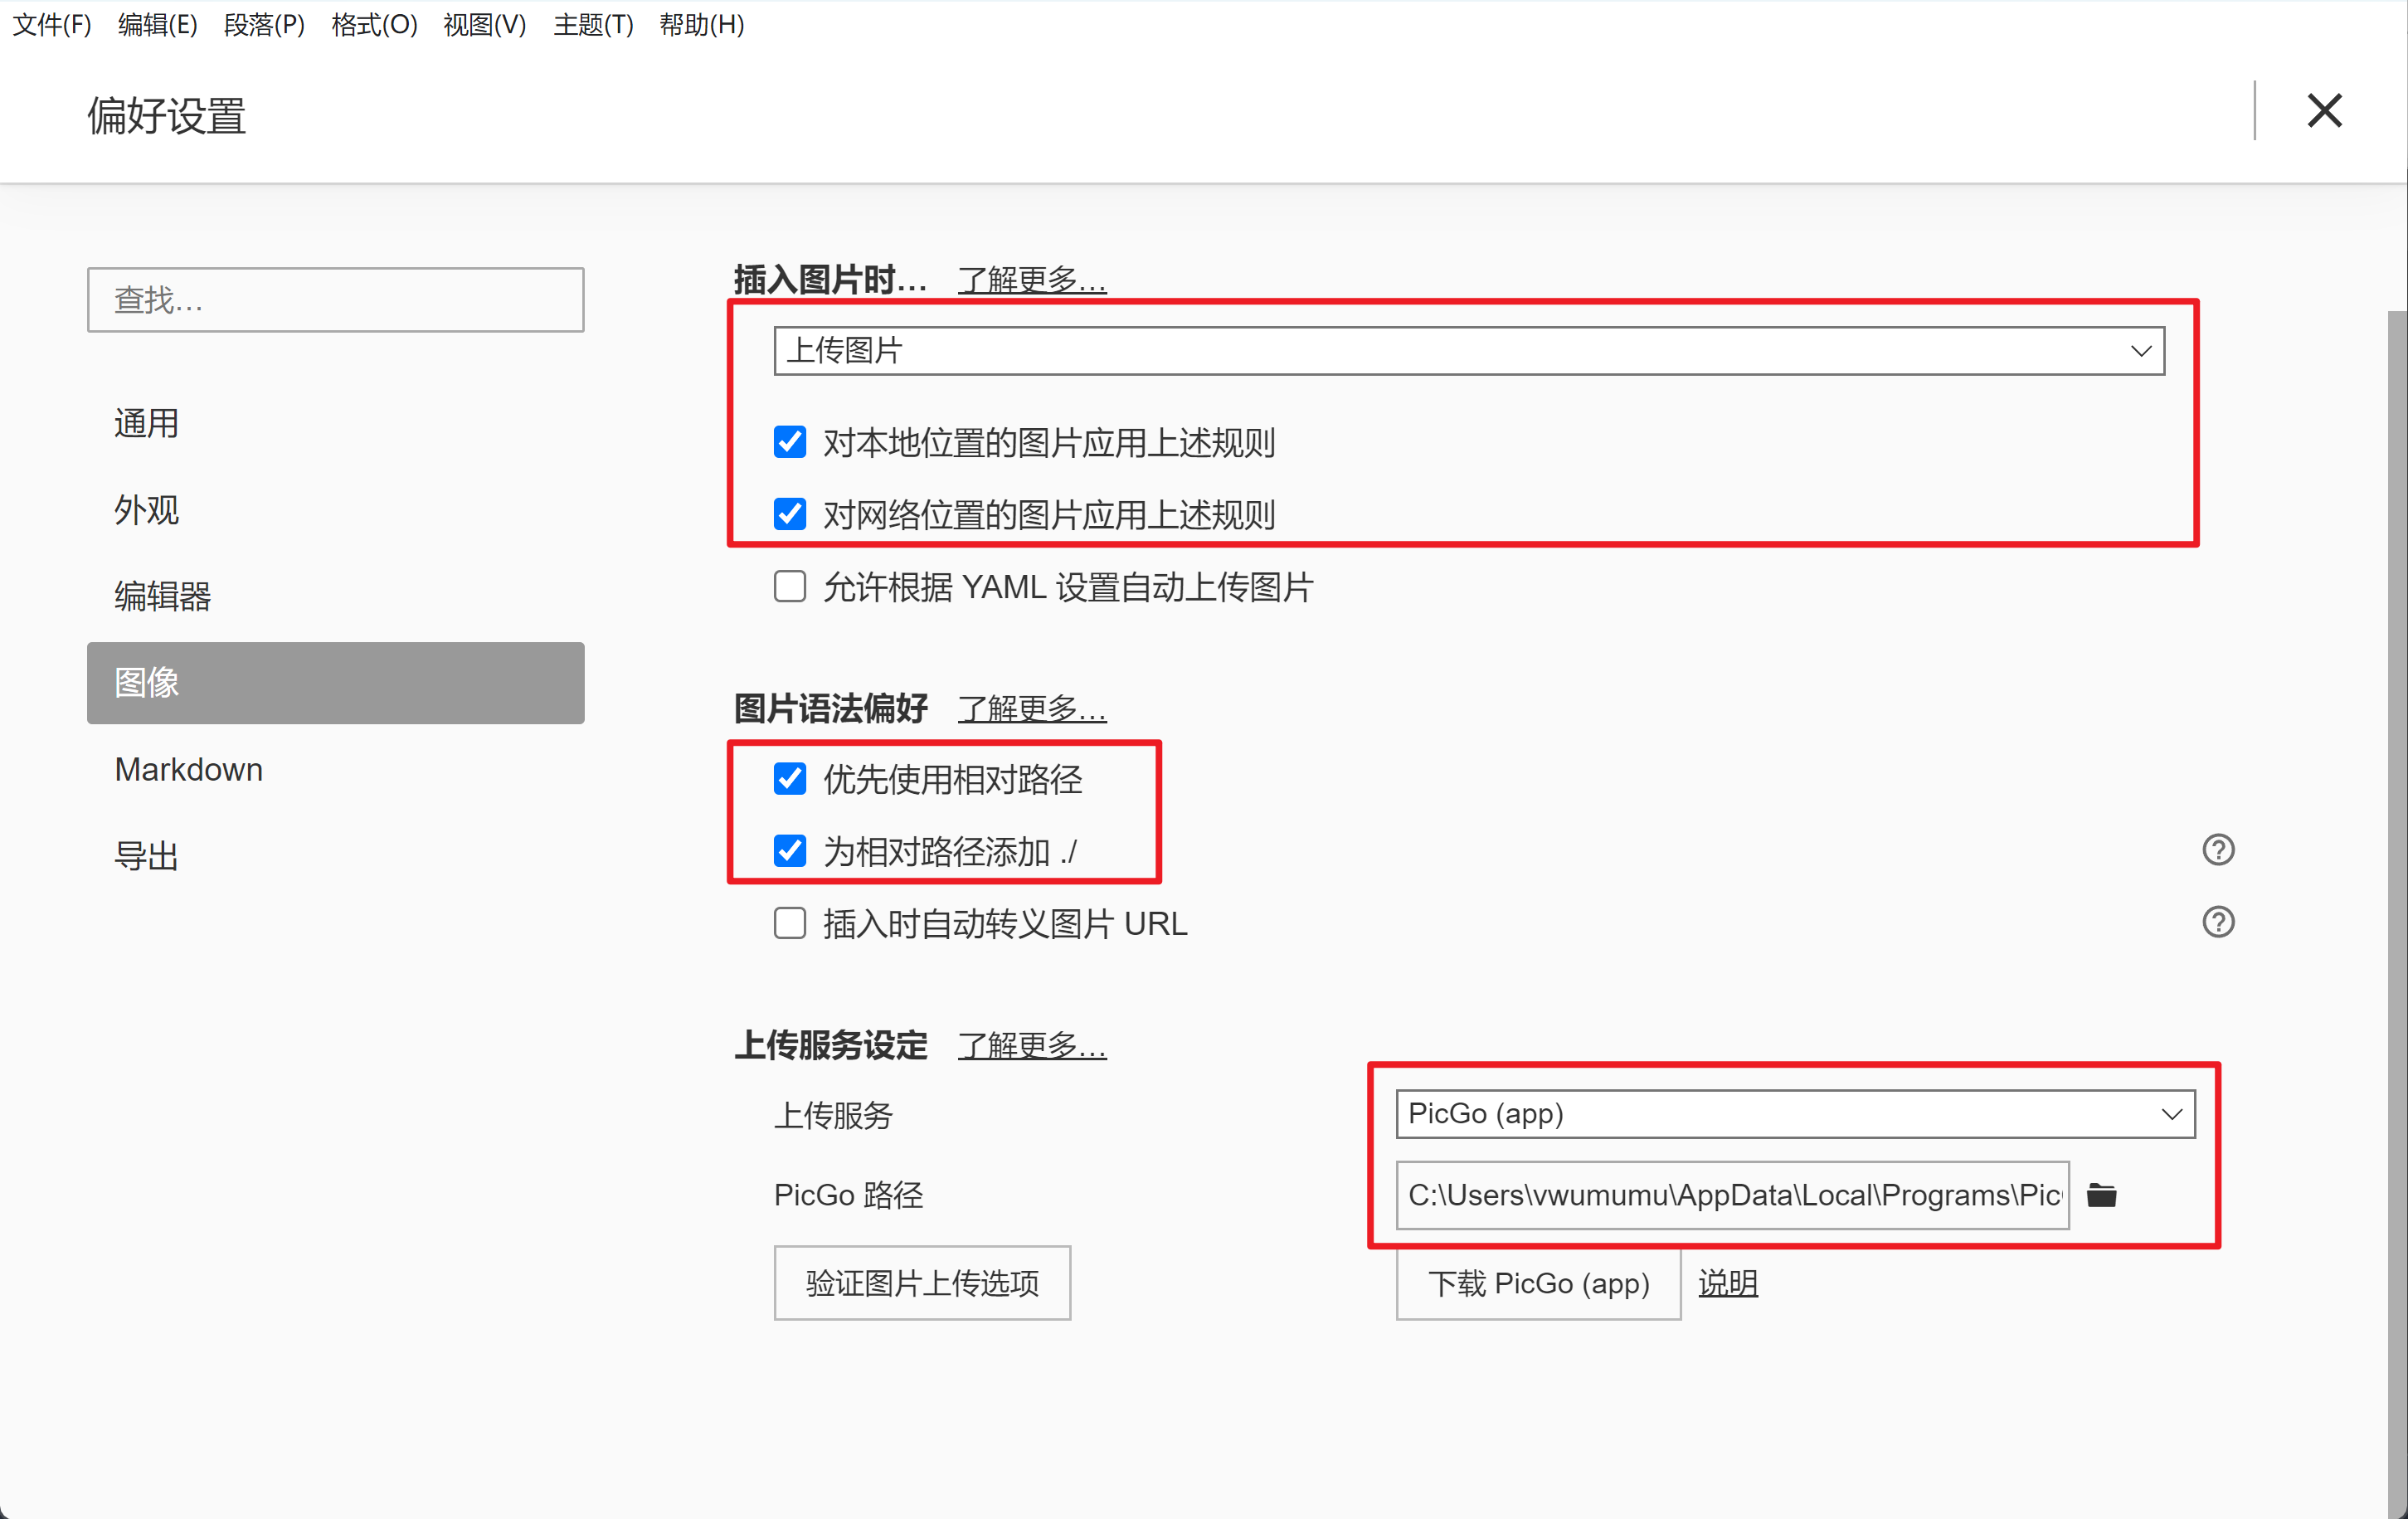 文件(F) 编辑(E) 段落(P) 格式(O) 视图(V) 主题(T) 帮助(H)
偏好设置
查找...
通用
外观
编辑器
图像
Markdown
导出
插入图片时... 了解更多...
上传图片
对本地位置的图片应用上述规则
对网络位置的图片应用上述规则
允许根据 YAML 设置自动上传图片
图片语法偏好 了解更多...
优先使用相对路径
为相对路径添加 ./
插入时自动转义图片 URL
上传服务设定 了解更多...
上传服务 PicGo (app)
PicGo 路径 C:\Users\vwumumu\AppData\Local\Programs\Pic
验证图片上传选项 下载 PicGo (app) 说明